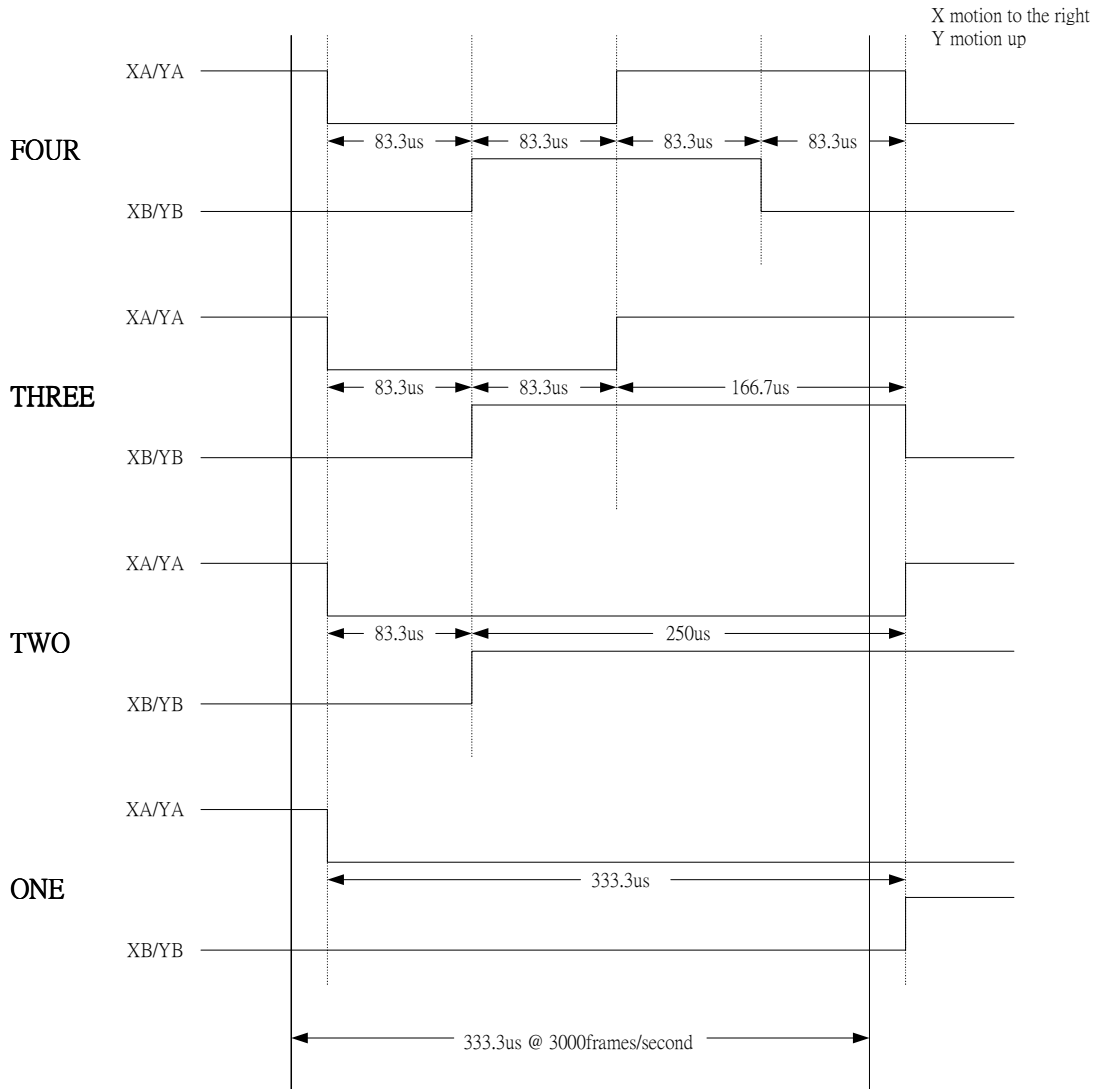 X motion to the right
Y motion up
XA/YA
FOUR
83.3us 83.3us 83.3us 83.3us
XB/YB
XA/YA
THREE
83.3us 83.3us 166.7us
XB/YB
XA/YA
TWO
83.3us 250us
XB/YB
XA/YA
ONE
333.3us
XB/YB
333.3us @ 3000frames/second